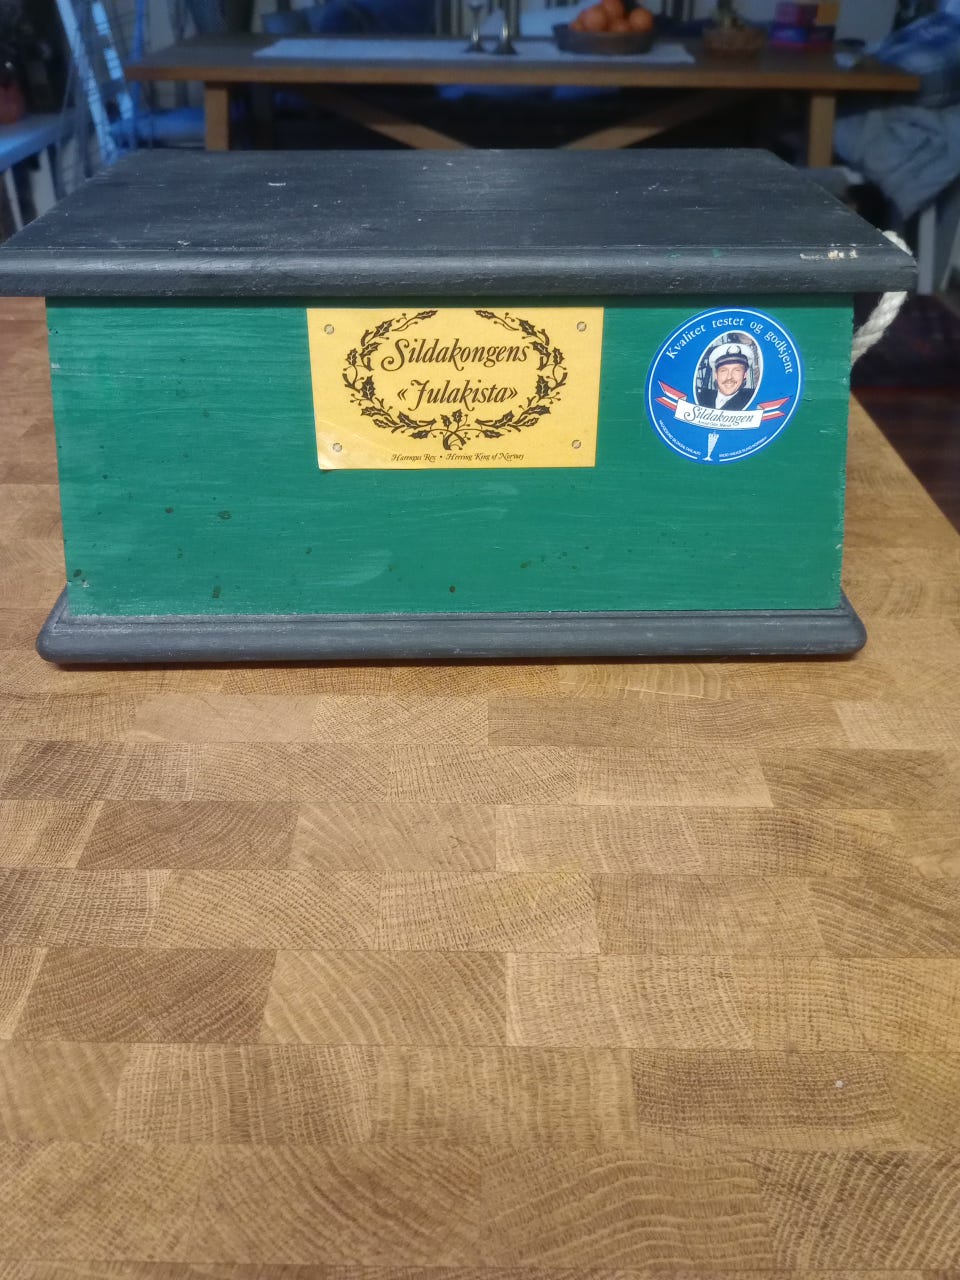 Sildakongens
«Julakista»
Harengus Rex • Herring King of Norway
Kvalitet testet og godkjent
Sildakongen